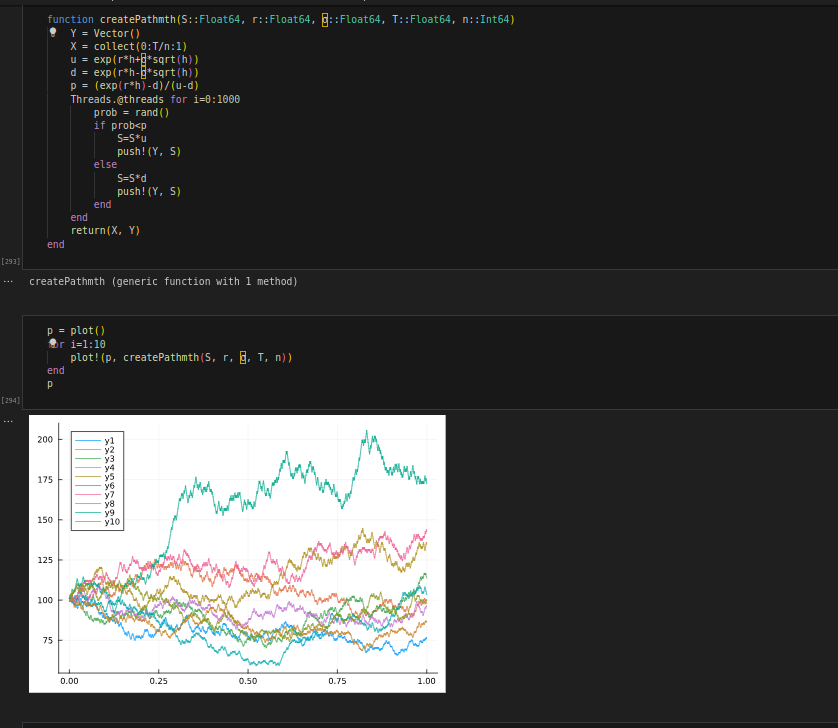 function createPathmth(S::Float64, r::Float64, σ::Float64, T::Float64, n::Int64)
Y = Vector()
X = collect(0:T/n:1)
u = exp(r*h+σ*sqrt(h))
d = exp(r*h-σ*sqrt(h))
p = (exp(r*h)-d)/(u-d)
Threads.@threads for i=0:1000
prob = rand()
if prob<p
S=S*u
push!(Y, S)
else
S=S*d
push!(Y, S)
end
end
return(X, Y)
end
[293]
... createPathmth (generic function with 1 method)
p = plot()
for i=1:10
plot!(p, createPathmth(S, r, σ, T, n))
end
p
[294]
...
200
175
150
125
100
75
y1
y2
y3
y4
y5
y6
y7
y8
y9
y10
0.00 0.25 0.50 0.75 1.00